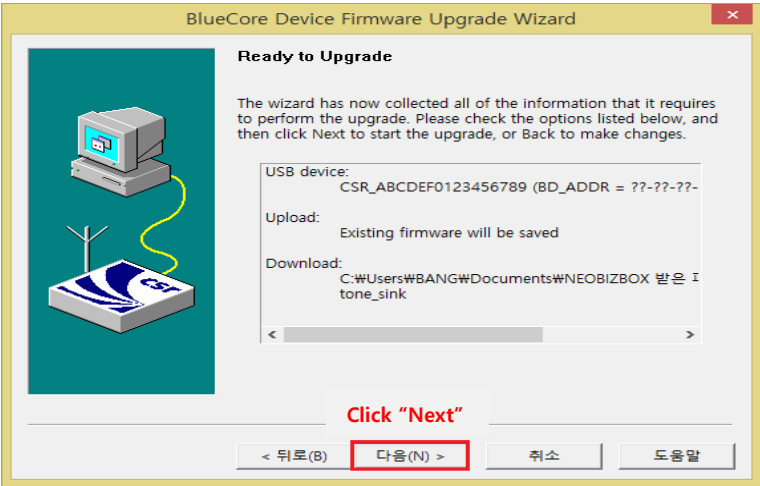 BlueCore Device Firmware Upgrade Wizard
Ready to Upgrade
The wizard has now collected all of the information that it requires
to perform the upgrade. Please check the options listed below, and
then click Next to start the upgrade, or Back to make changes.
USB device:
CSR_ABCDEF0123456789 (BD_ADDR = ??-??-??-
Upload:
Existing firmware will be saved
Download:
C:₩Users₩BANG₩Documents₩NEOBIZBOX 받은
tone_sink
CSR
Click “Next”
< 뒤로(B)
다음(N) >
취소
도움말